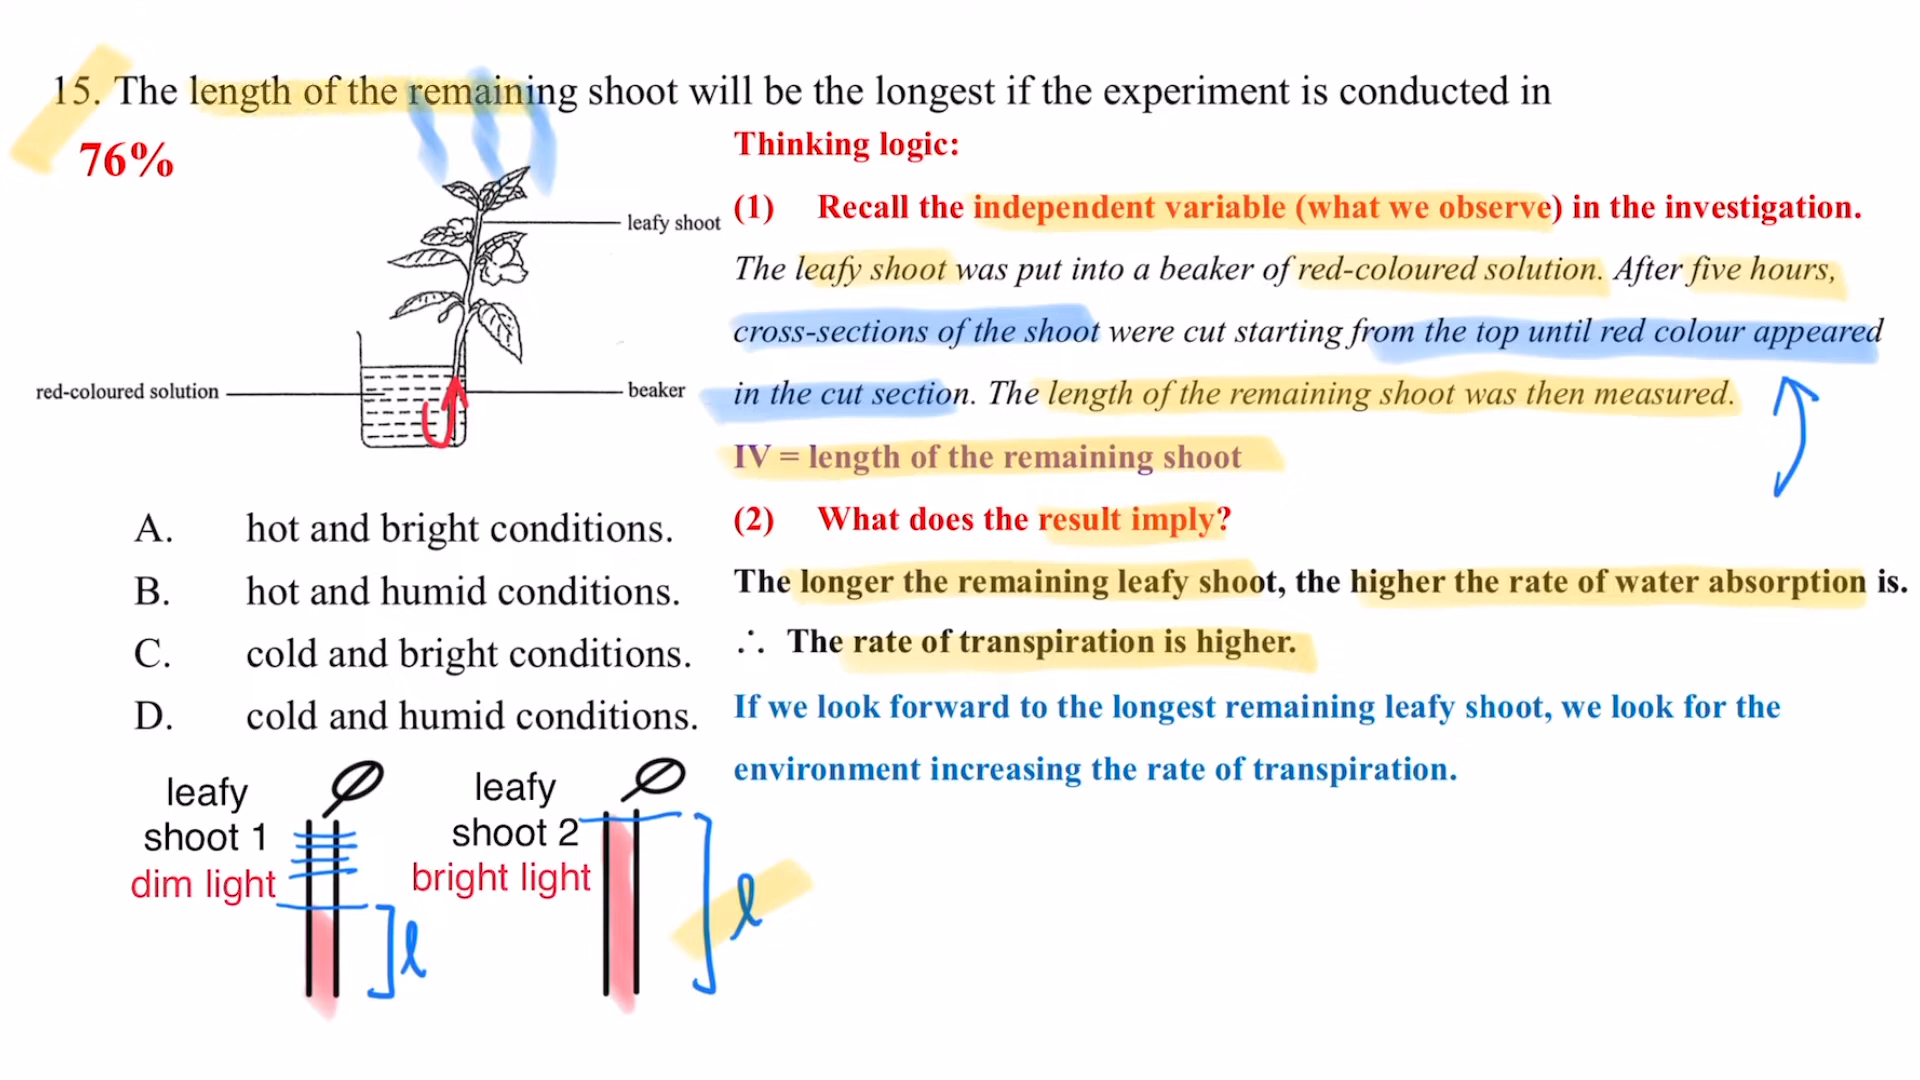 15. The length of the remaining shoot will be the longest if the experiment is conducted in
76%
leafy shoot
red-coloured solution
beaker
A. hot and bright conditions.
B. hot and humid conditions.
C. cold and bright conditions.
D. cold and humid conditions.
Thinking logic:
(1) Recall the independent variable (what we observe) in the investigation.
The leafy shoot was put into a beaker of red-coloured solution. After five hours,
cross-sections of the shoot were cut starting from the top until red colour appeared
in the cut section. The length of the remaining shoot was then measured.
IV = length of the remaining shoot
(2) What does the result imply?
The longer the remaining leafy shoot, the higher the rate of water absorption is.
∴ The rate of transpiration is higher.
If we look forward to the longest remaining leafy shoot, we look for the
environment increasing the rate of transpiration.
leafy
shoot 1
dim light
l
leafy
shoot 2
bright light
l